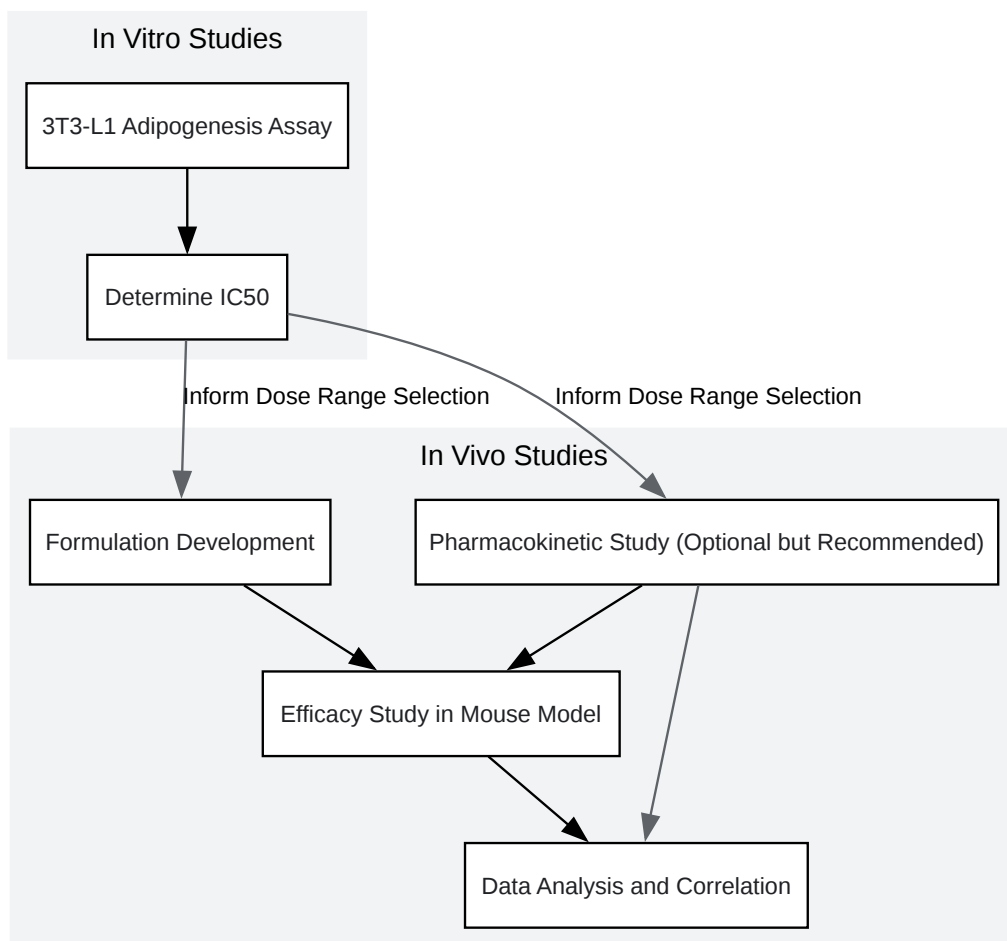 In Vitro Studies
3T3-L1 Adipogenesis Assay
Determine IC50
Inform Dose Range Selection
Inform Dose Range Selection
In Vivo Studies
Formulation Development
Pharmacokinetic Study (Optional but Recommended)
Efficacy Study in Mouse Model
Data Analysis and Correlation